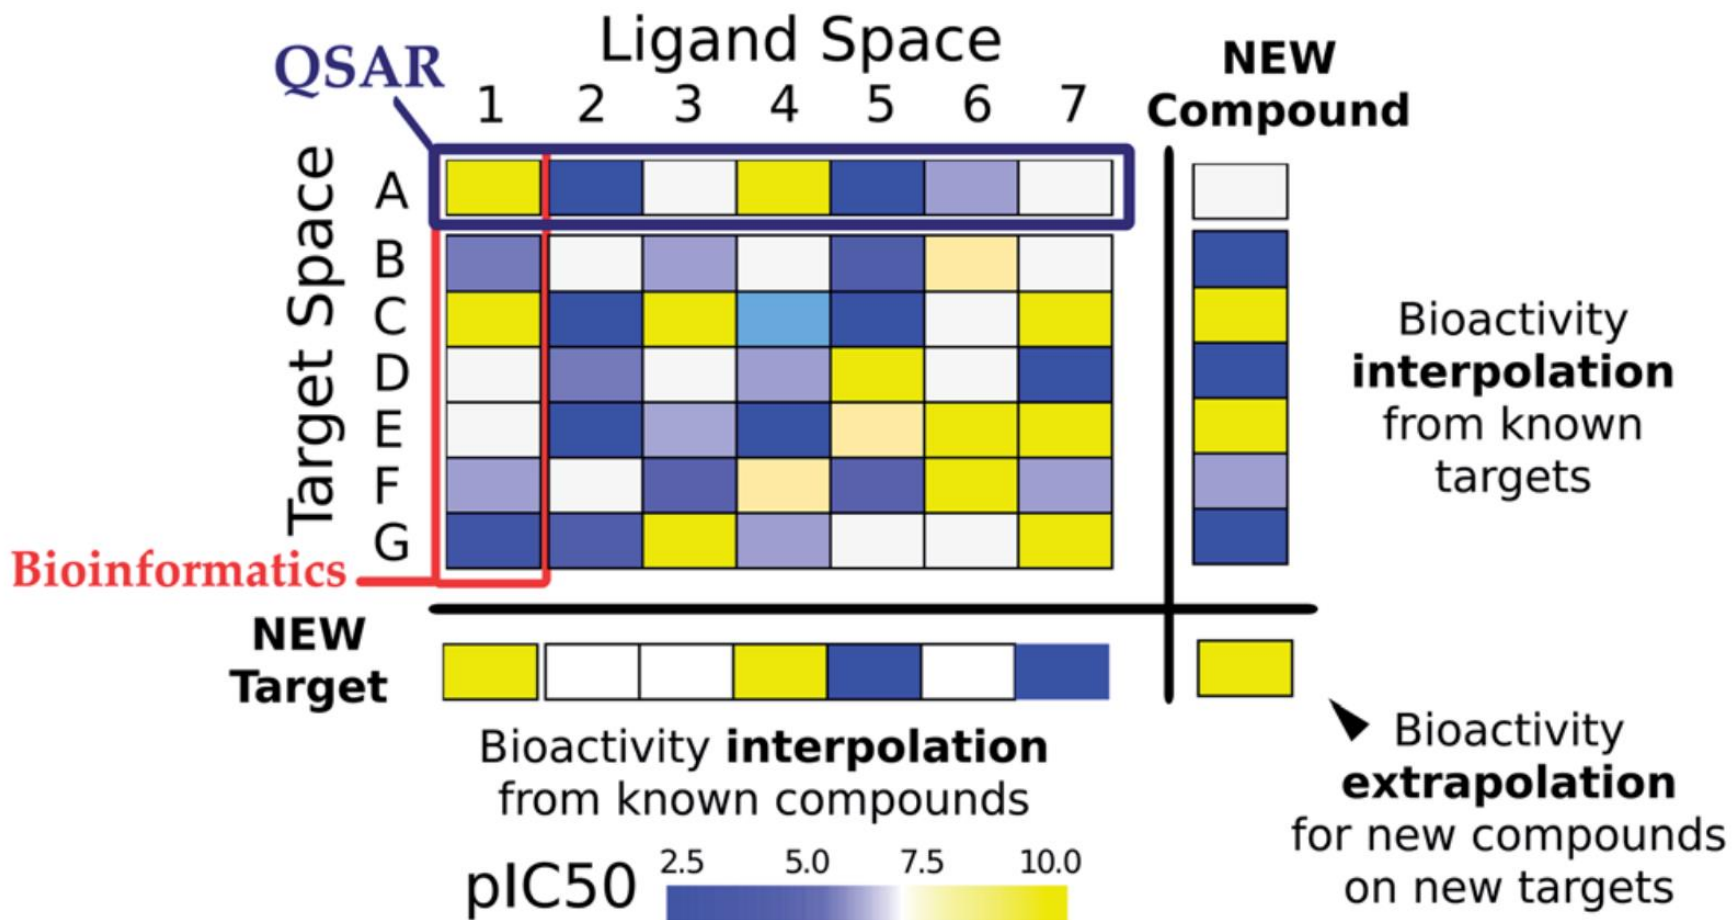 QSAR
Ligand Space
NEW
Compound
1 2 3 4 5 6 7
Target Space
A
B
C
D
E
F
G
Bioactivity
interpolation
from known
targets
Bioinformatics
NEW
Target
Bioactivity interpolation
from known compounds
Bioactivity
extrapolation
for new compounds
on new targets
pIC50
2.5 5.0 7.5 10.0